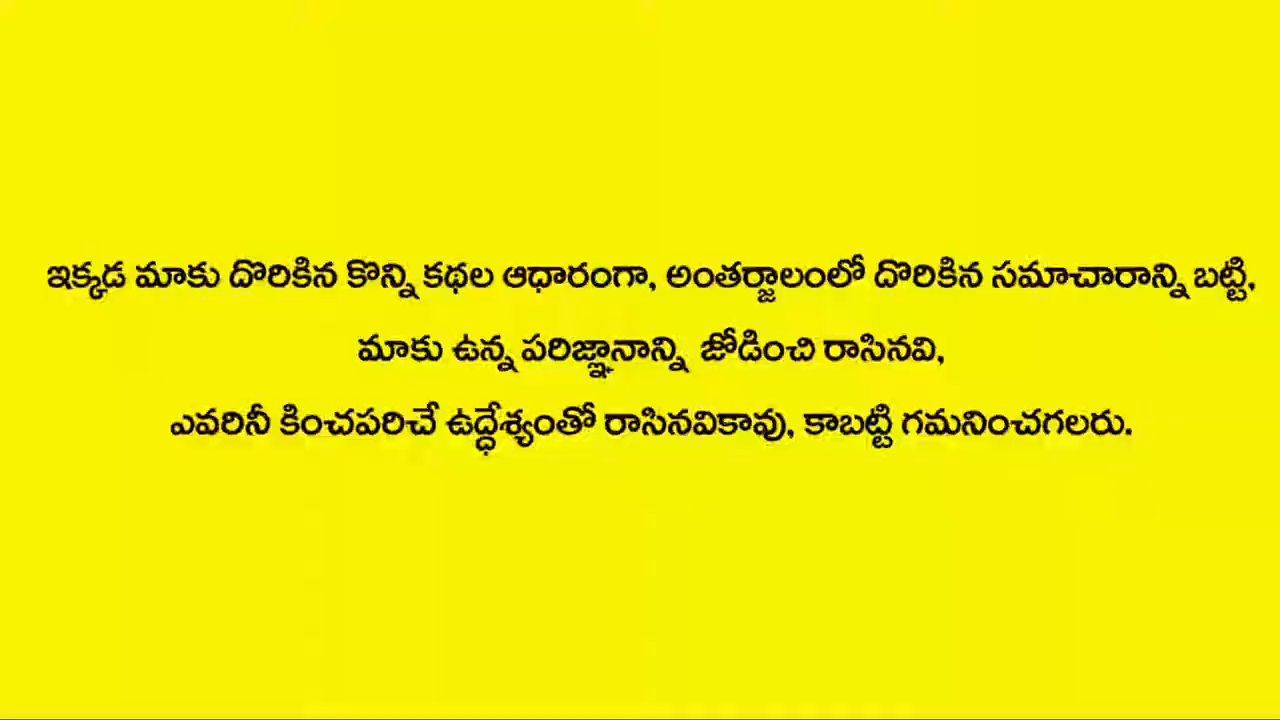 ఇక్కడ మాకు దొరికిన కొన్ని కథల ఆధారంగా, అంతర్జాలంలో దొరికిన సమాచారాన్ని బట్టి,
మాకు ఉన్న పరిజ్ఞానాన్ని జోడించి రాసినవి,
ఎవరినీ కించపరిచే ఉద్ధేశ్యంతో రాసినవికావు, కాబట్టి గమనించగలరు.